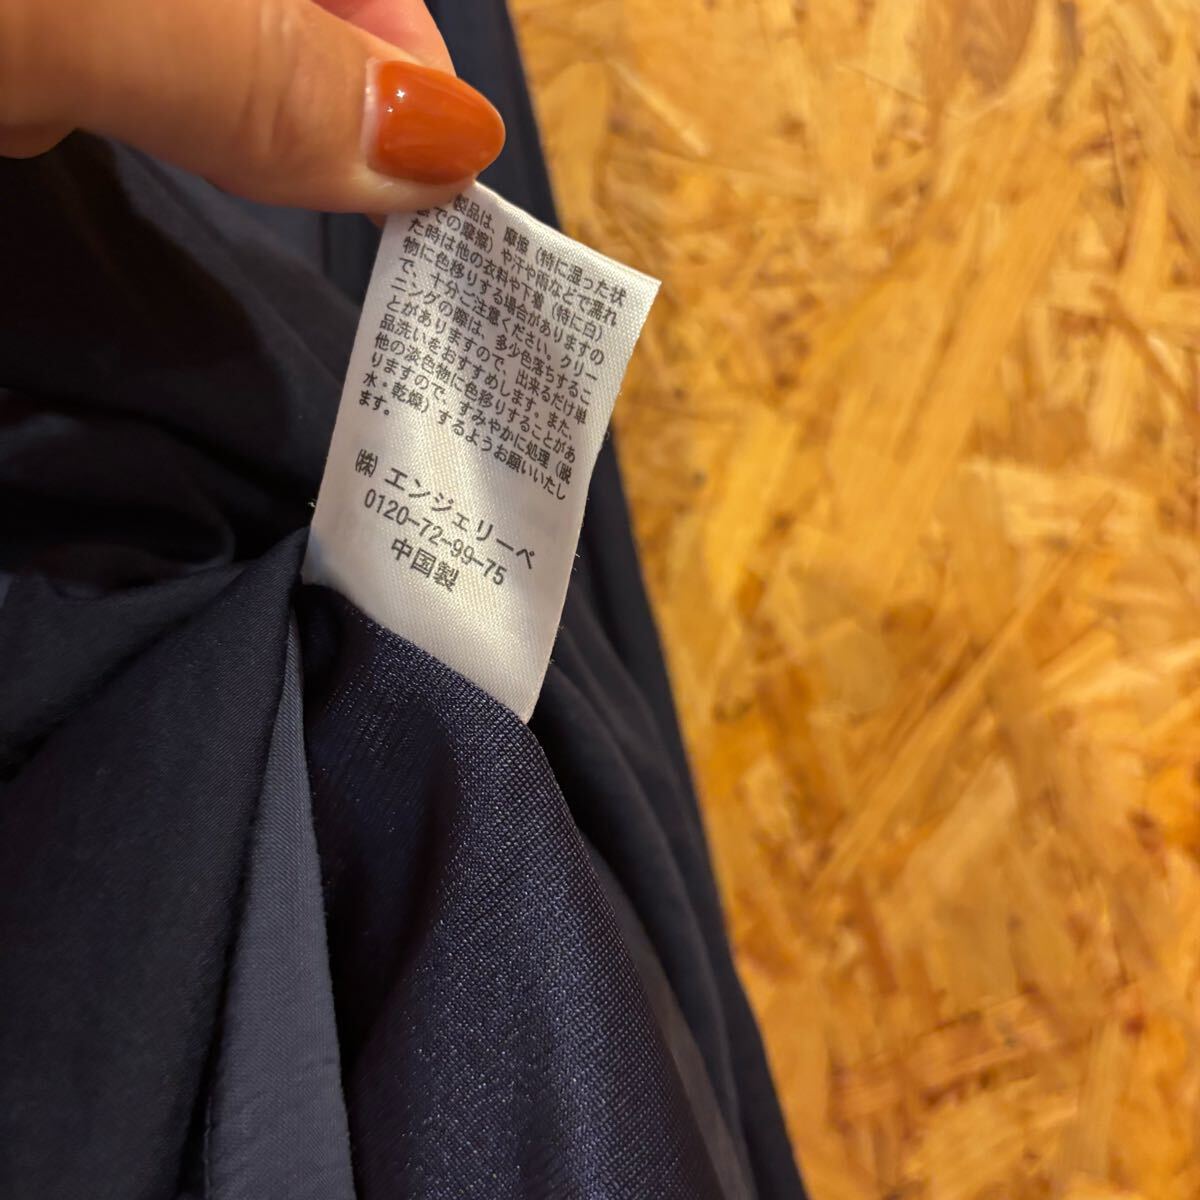 製品は、摩擦（特に湿った状
態での摩擦）や汗や雨などで濡れ
た時は他の衣料や下着（特に白）
物に色移りする場合がありますの
で、十分ご注意ください。クリー
ニングの際は、多少色落ちするこ
とがありますので、出来るだけ単
品洗いをおすすめします。また、
他の淡色物に色移りすることがあ
りますので、すみやかに処理（脱
水・乾燥）するようお願いいたし
ます。
㈱ エンジェリーベ
0120-72-99-75
中国製